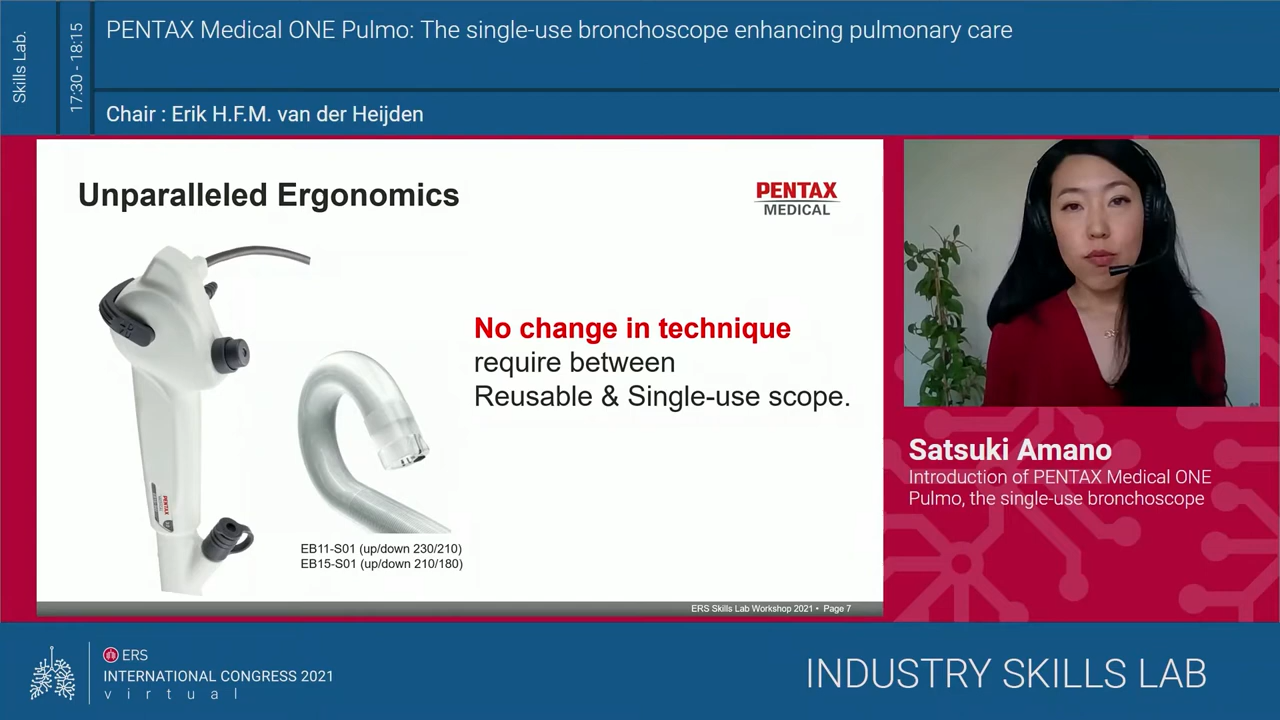 Skills Lab.
17:30 - 18:15
PENTAX Medical ONE Pulmo: The single-use bronchoscope enhancing pulmonary care
Chair : Erik H.F.M. van der Heijden
Unparalleled Ergonomics
PENTAX
MEDICAL
No change in technique
require between
Reusable & Single-use scope.
PENTAX
EB11-S01 (up/down 230/210)
EB15-S01 (up/down 210/180)
ERS Skills Lab Workshop 2021 • Page 7
Satsuki Amano
Introduction of PENTAX Medical ONE
Pulmo, the single-use bronchoscope
ERS
INTERNATIONAL CONGRESS 2021
virtual
INDUSTRY SKILLS LAB